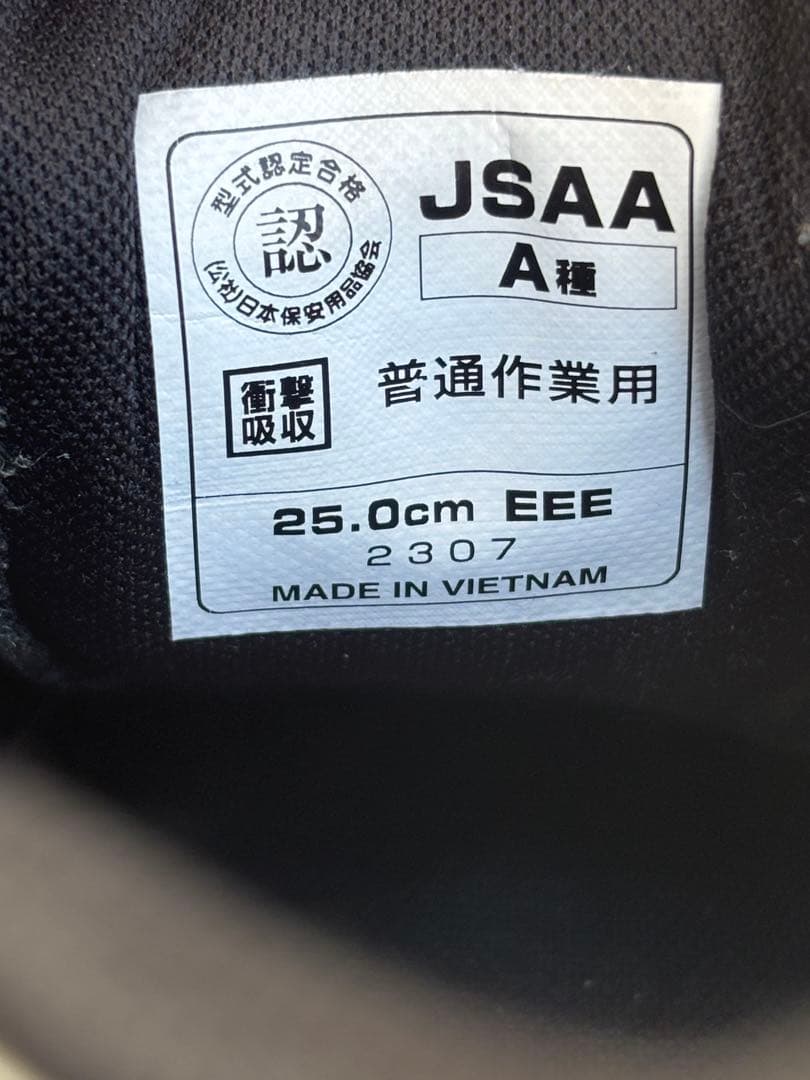 型式認定合格
認
(公社)日本保安用品協会
JSAA
A種
衝撃
吸収
普通作業用
25.0cm EEE
2307
MADE IN VIETNAM